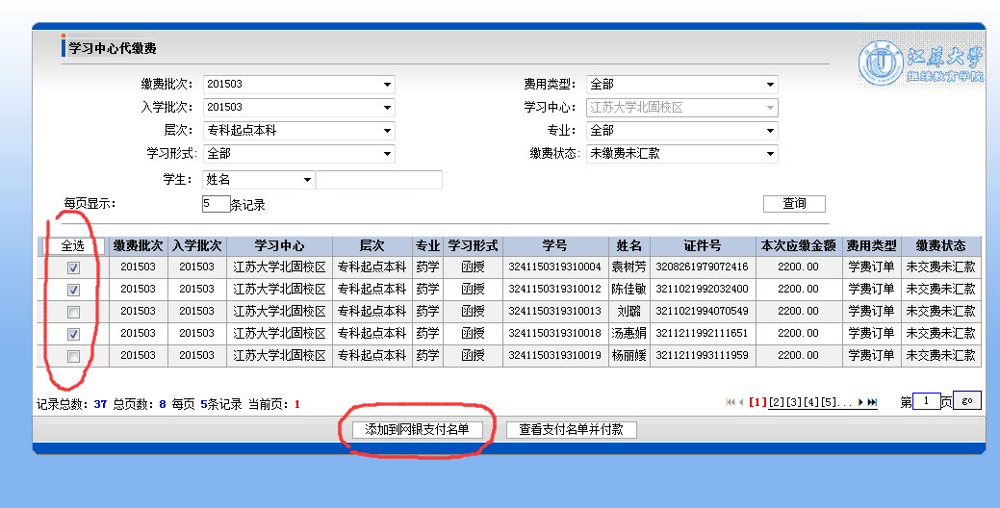 学习中心代缴费
江苏大学
继续教育学院
缴费批次: 201503 费用类型: 全部
入学批次: 201503 学习中心: 江苏大学北固校区
层次: 专科起点本科 专业: 全部
学习形式: 全部 缴费状态: 未缴费未汇款
学生: 姓名
每页显示: 5 条记录 查询
全选 缴费批次 入学批次 学习中心 层次 专业 学习形式 学号 姓名 证件号 本次应缴金额 费用类型 缴费状态
201503 201503 江苏大学北固校区 专科起点本科 药学 函授 3241150319310004 袁树芳 3208261979072416 2200.00 学费订单 未交费未汇款
201503 201503 江苏大学北固校区 专科起点本科 药学 函授 3241150319310012 陈佳敏 3211021992032400 2200.00 学费订单 未交费未汇款
201503 201503 江苏大学北固校区 专科起点本科 药学 函授 3241150319310013 刘璐 3211021994070549 2200.00 学费订单 未交费未汇款
201503 201503 江苏大学北固校区 专科起点本科 药学 函授 3241150319310018 汤惠娟 3211211992111651 2200.00 学费订单 未交费未汇款
201503 201503 江苏大学北固校区 专科起点本科 药学 函授 3241150319310019 杨丽媛 3211211993111959 2200.00 学费订单 未交费未汇款
记录总数: 37 总页数: 8 每页 5条记录 当前页: 1 [1][2][3][4][5]... 第 1 页 go
添加到网银支付名单 查看支付名单并付款